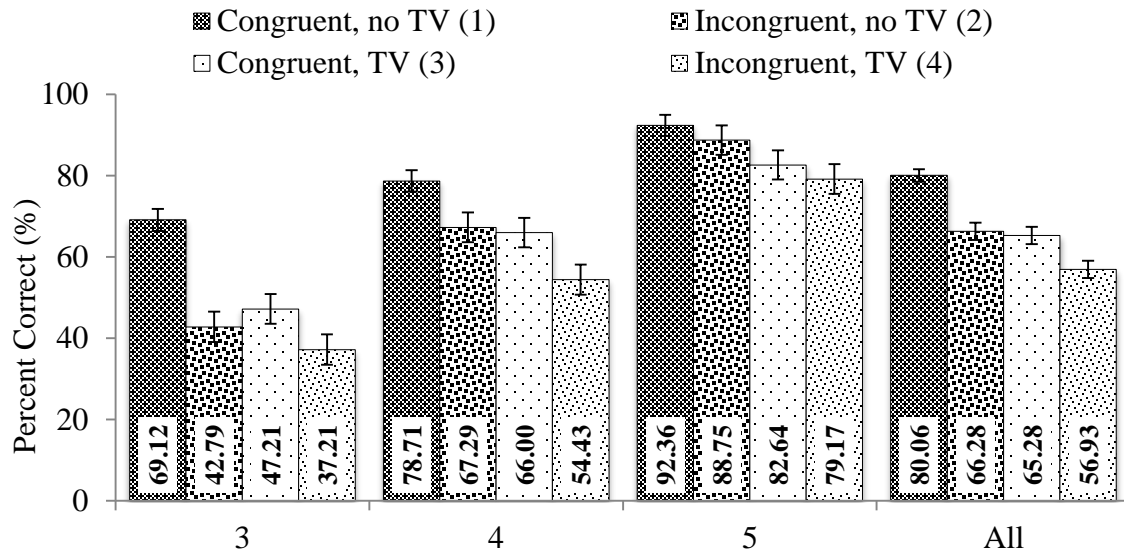 Congruent, no TV (1) Incongruent, no TV (2)
Congruent, TV (3) Incongruent, TV (4)
Percent Correct (%)
100
80
60
40
20
0
69.12 42.79 47.21 37.21 78.71 67.29 66.00 54.43 92.36 88.75 82.64 79.17 80.06 66.28 65.28 56.93
3 4 5 All